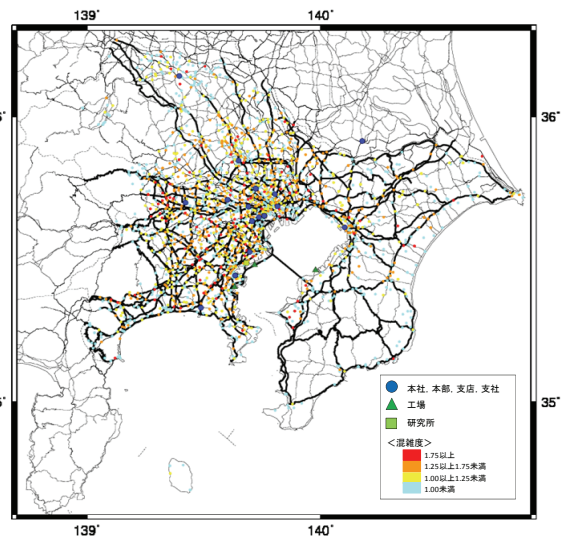 139° 140°
36°
5°
35°
5°
本社，本部，支店，支社
工場
研究所
＜混雑度＞
1.75以上
1.25以上1.75未満
1.00以上1.25未満
1.00未満
139° 140°